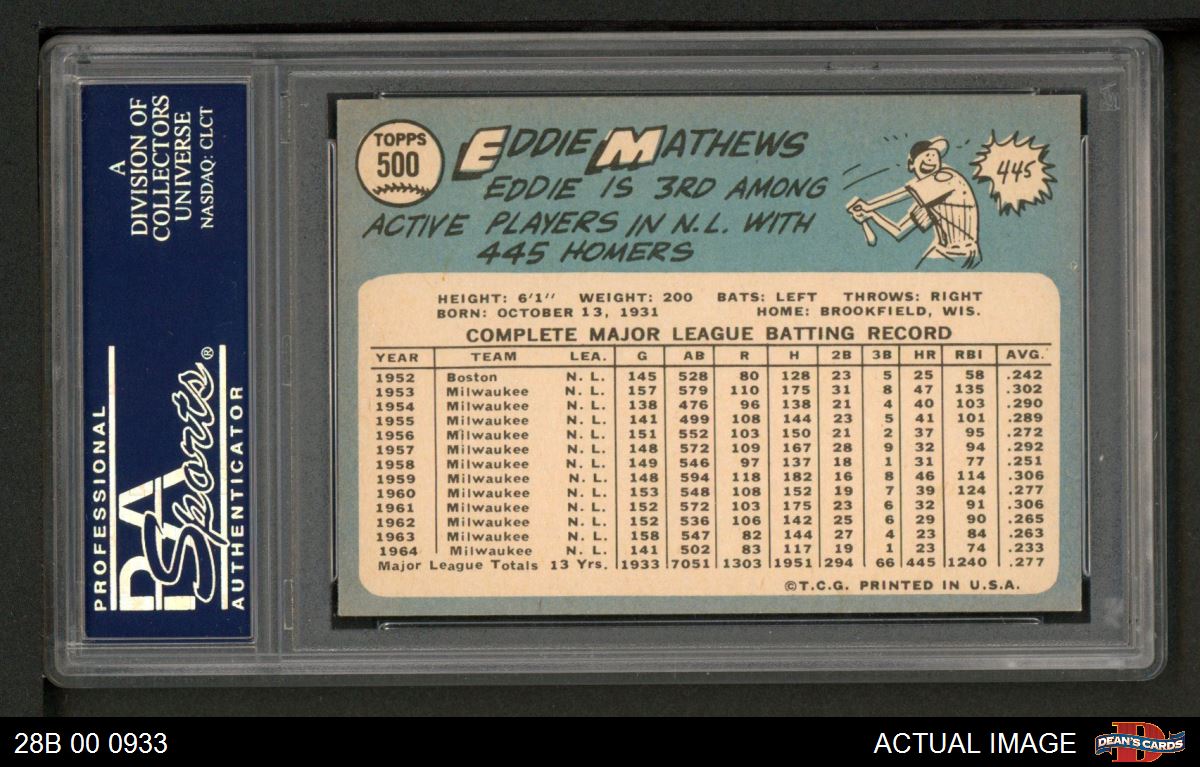 A
DIVISION OF
COLLECTORS
UNIVERSE
NASDAQ: CLCT
PROFESSIONAL
PSA
Sports®
AUTHENTICATOR
TOPPS
500
EDDIE MATHEWS
EDDIE IS 3RD AMONG
ACTIVE PLAYERS IN N.L. WITH
445 HOMERS
445
HEIGHT: 6'1" WEIGHT: 200 BATS: LEFT THROWS: RIGHT
BORN: OCTOBER 13, 1931 HOME: BROOKFIELD, WIS.
COMPLETE MAJOR LEAGUE BATTING RECORD
YEAR TEAM LEA. G AB R H 2B 3B HR RBI AVG.
1952 Boston N. L. 145 528 80 128 23 5 25 58 .242
1953 Milwaukee N. L. 157 579 110 175 31 8 47 135 .302
1954 Milwaukee N. L. 138 476 96 138 21 4 40 103 .290
1955 Milwaukee N. L. 141 499 108 144 23 5 41 101 .289
1956 Milwaukee N. L. 151 552 103 150 21 2 37 95 .272
1957 Milwaukee N. L. 148 572 109 167 28 9 32 94 .292
1958 Milwaukee N. L. 149 546 97 137 18 1 31 77 .251
1959 Milwaukee N. L. 148 594 118 182 16 8 46 114 .306
1960 Milwaukee N. L. 153 548 108 152 19 7 39 124 .277
1961 Milwaukee N. L. 152 572 103 175 23 6 32 91 .306
1962 Milwaukee N. L. 152 536 106 142 25 6 29 90 .265
1963 Milwaukee N. L. 158 547 82 144 27 4 23 84 .263
1964 Milwaukee N. L. 141 502 83 117 19 1 23 74 .233
Major League Totals 13 Yrs. 1933 7051 1303 1951 294 66 445 1240 .277
©T.C.G. PRINTED IN U.S.A.
28B 00 0933
ACTUAL IMAGE
D
DEAN'S CARDS